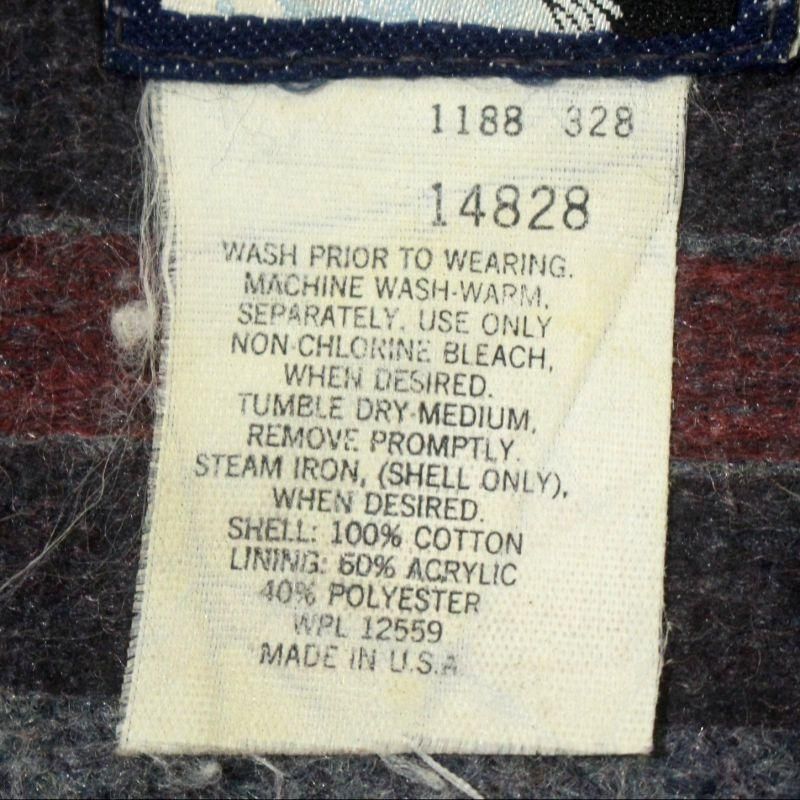 1188 328
14828
WASH PRIOR TO WEARING.
MACHINE WASH-WARM,
SEPARATELY. USE ONLY
NON-CHLORINE BLEACH,
WHEN DESIRED.
TUMBLE DRY-MEDIUM,
REMOVE PROMPTLY.
STEAM IRON, (SHELL ONLY),
WHEN DESIRED.
SHELL: 100% COTTON
LINING: 60% ACRYLIC
40% POLYESTER
WPL 12559
MADE IN U.S.A